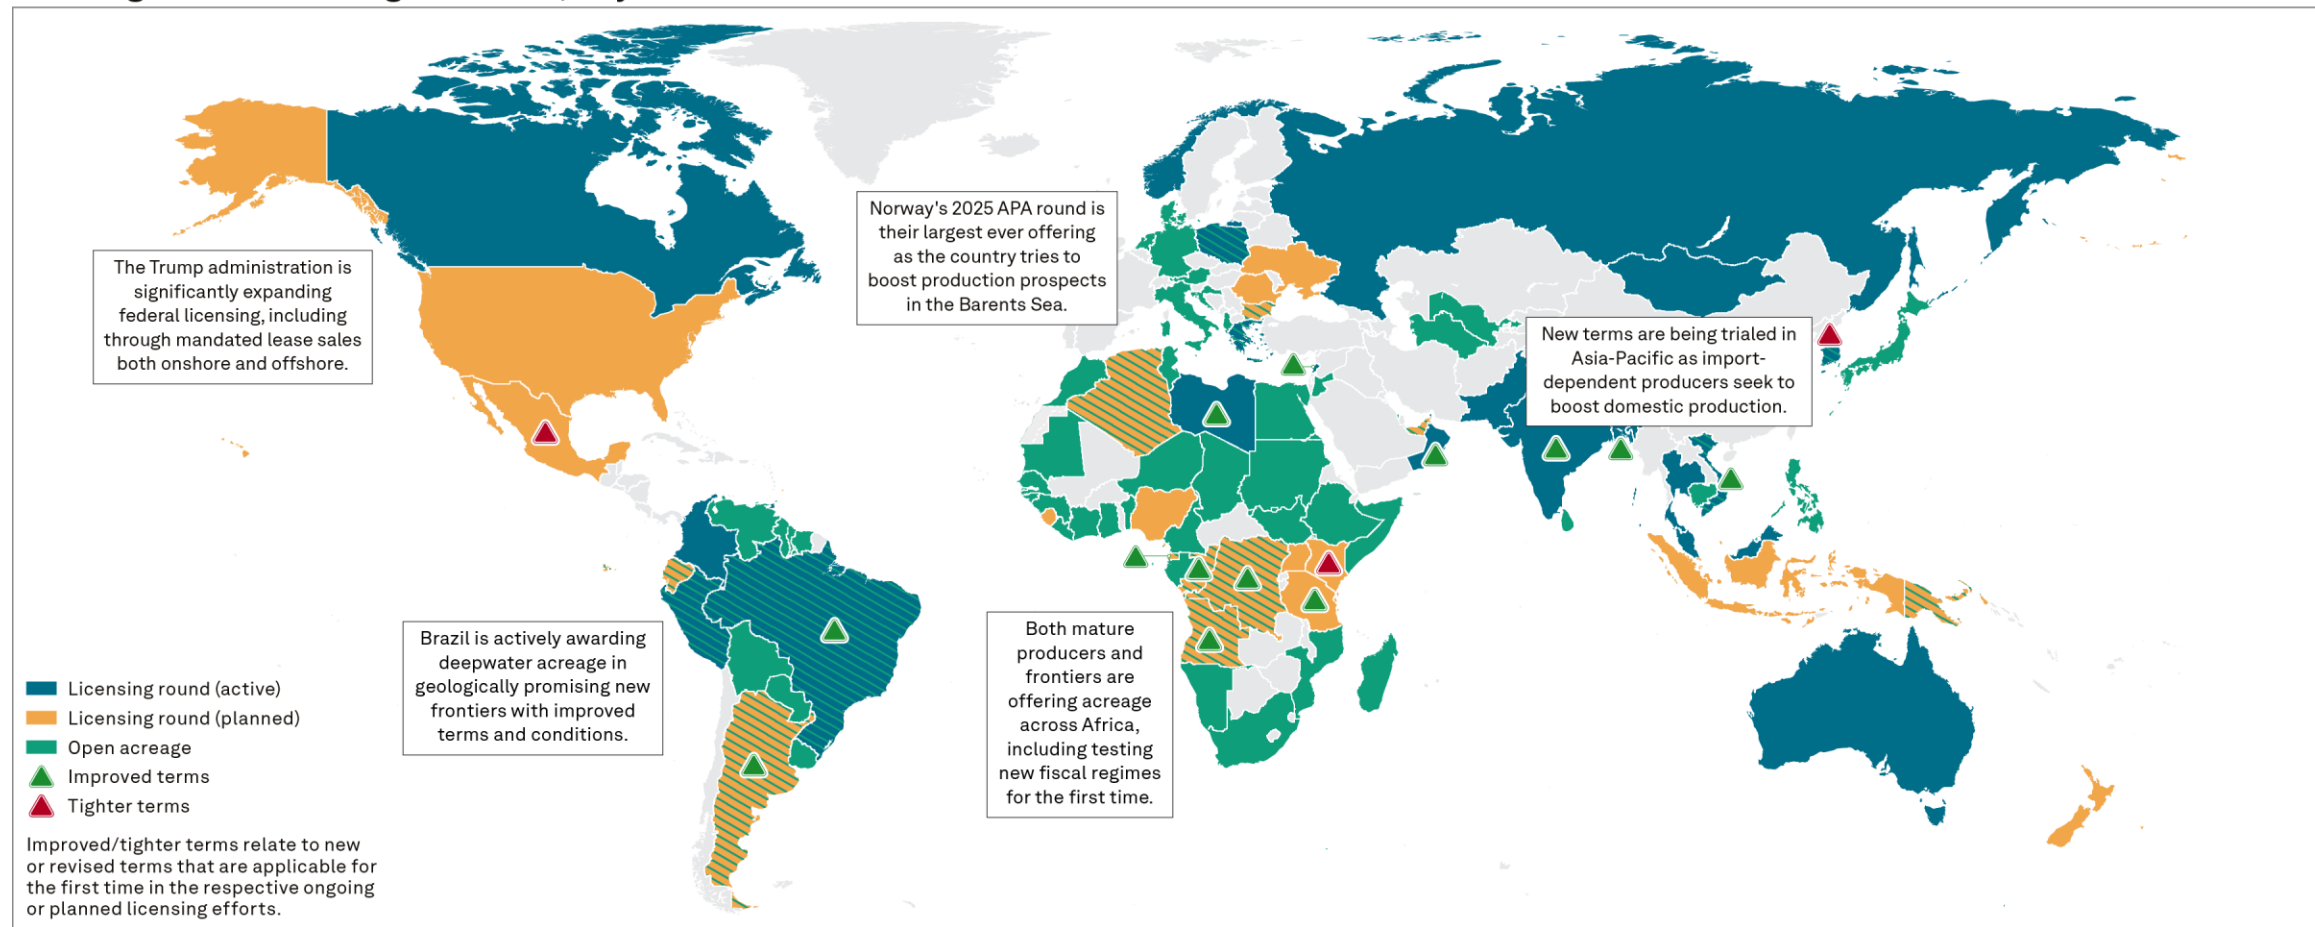 The Trump administration is
significantly expanding
federal licensing, including
through mandated lease sales
both onshore and offshore.
Norway's 2025 APA round is
their largest ever offering
as the country tries to
boost production prospects
in the Barents Sea.
New terms are being trialed in
Asia-Pacific as import-
dependent producers seek to
boost domestic production.
Brazil is actively awarding
deepwater acreage in
geologically promising new
frontiers with improved
terms and conditions.
Both mature
producers and
frontiers are
offering acreage
across Africa,
including testing
new fiscal regimes
for the first time.
Licensing round (active)
Licensing round (planned)
Open acreage
Improved terms
Tighter terms
Improved/tighter terms relate to new
or revised terms that are applicable for
the first time in the respective ongoing
or planned licensing efforts.